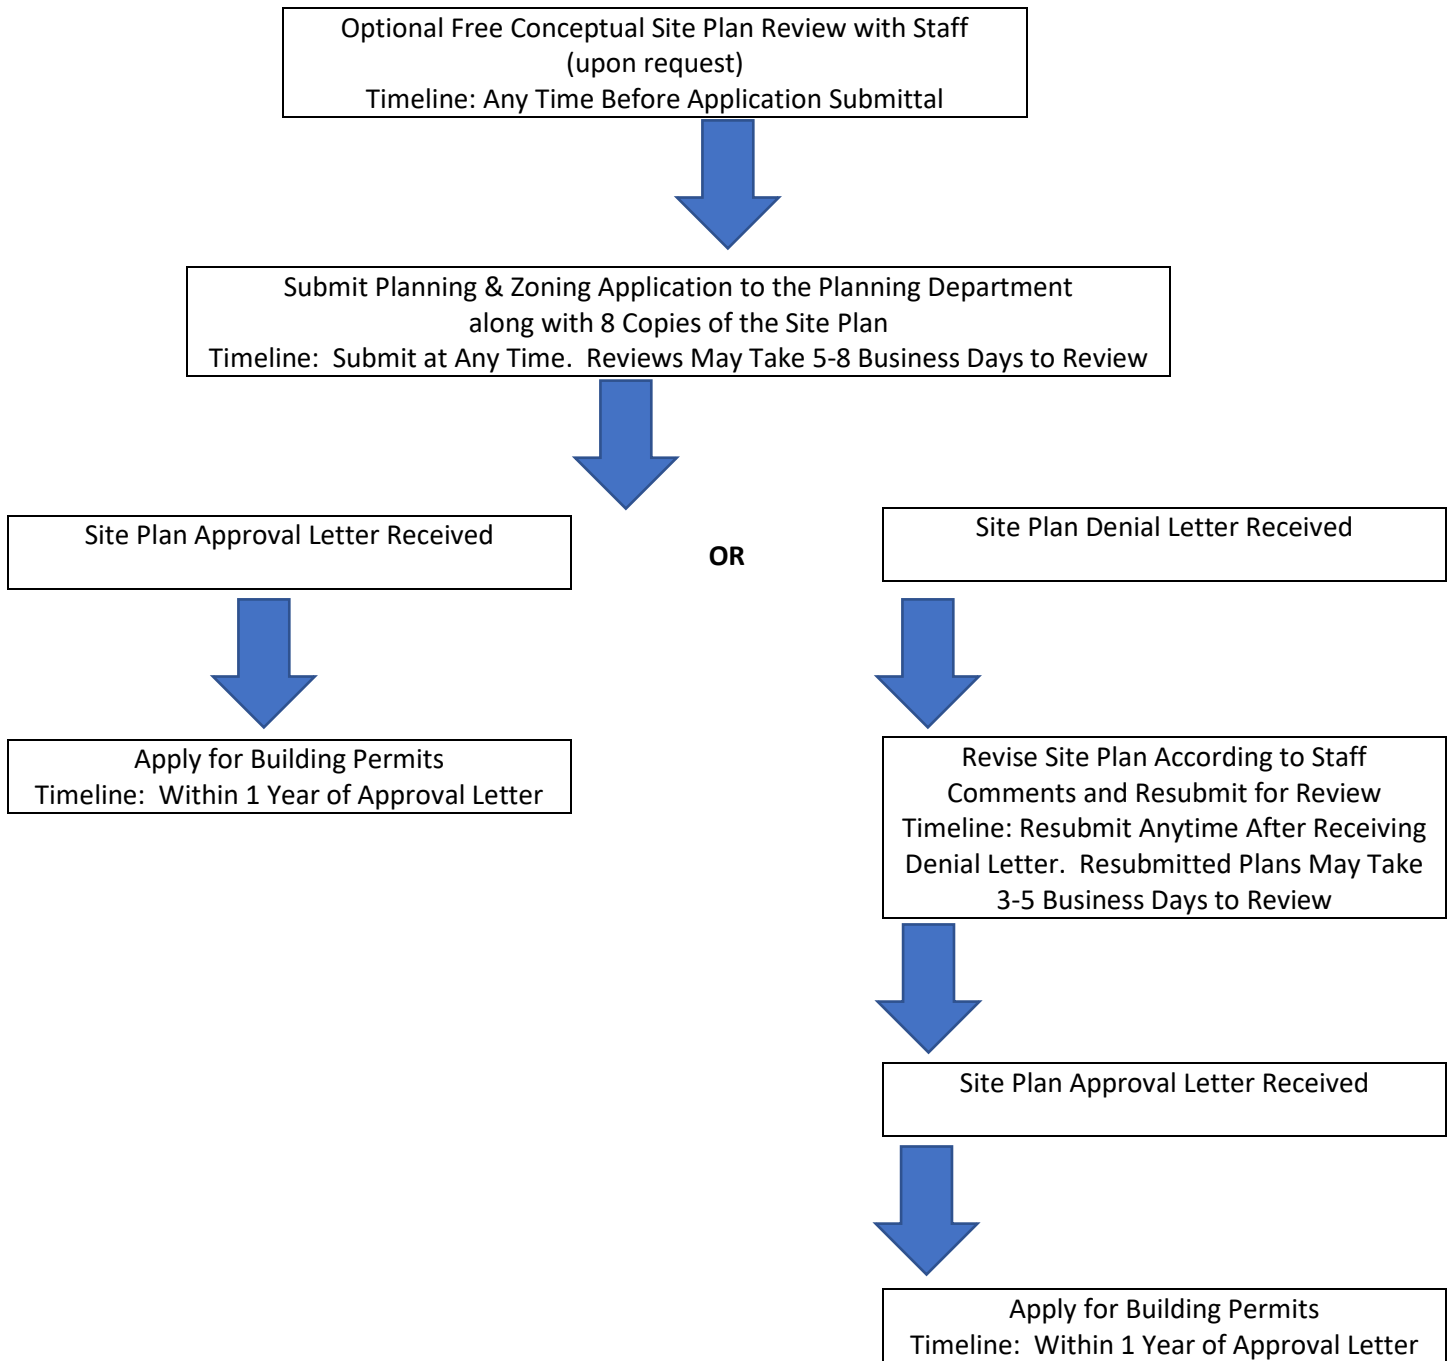 Optional Free Conceptual Site Plan Review with Staff
(upon request)
Timeline: Any Time Before Application Submittal
Submit Planning & Zoning Application to the Planning Department
along with 8 Copies of the Site Plan
Timeline:  Submit at Any Time.  Reviews May Take 5-8 Business Days to Review
Site Plan Approval Letter Received
OR
Site Plan Denial Letter Received
Apply for Building Permits
Timeline:  Within 1 Year of Approval Letter
Revise Site Plan According to Staff
Comments and Resubmit for Review
Timeline: Resubmit Anytime After Receiving
Denial Letter.  Resubmitted Plans May Take
3-5 Business Days to Review
Site Plan Approval Letter Received
Apply for Building Permits
Timeline:  Within 1 Year of Approval Letter